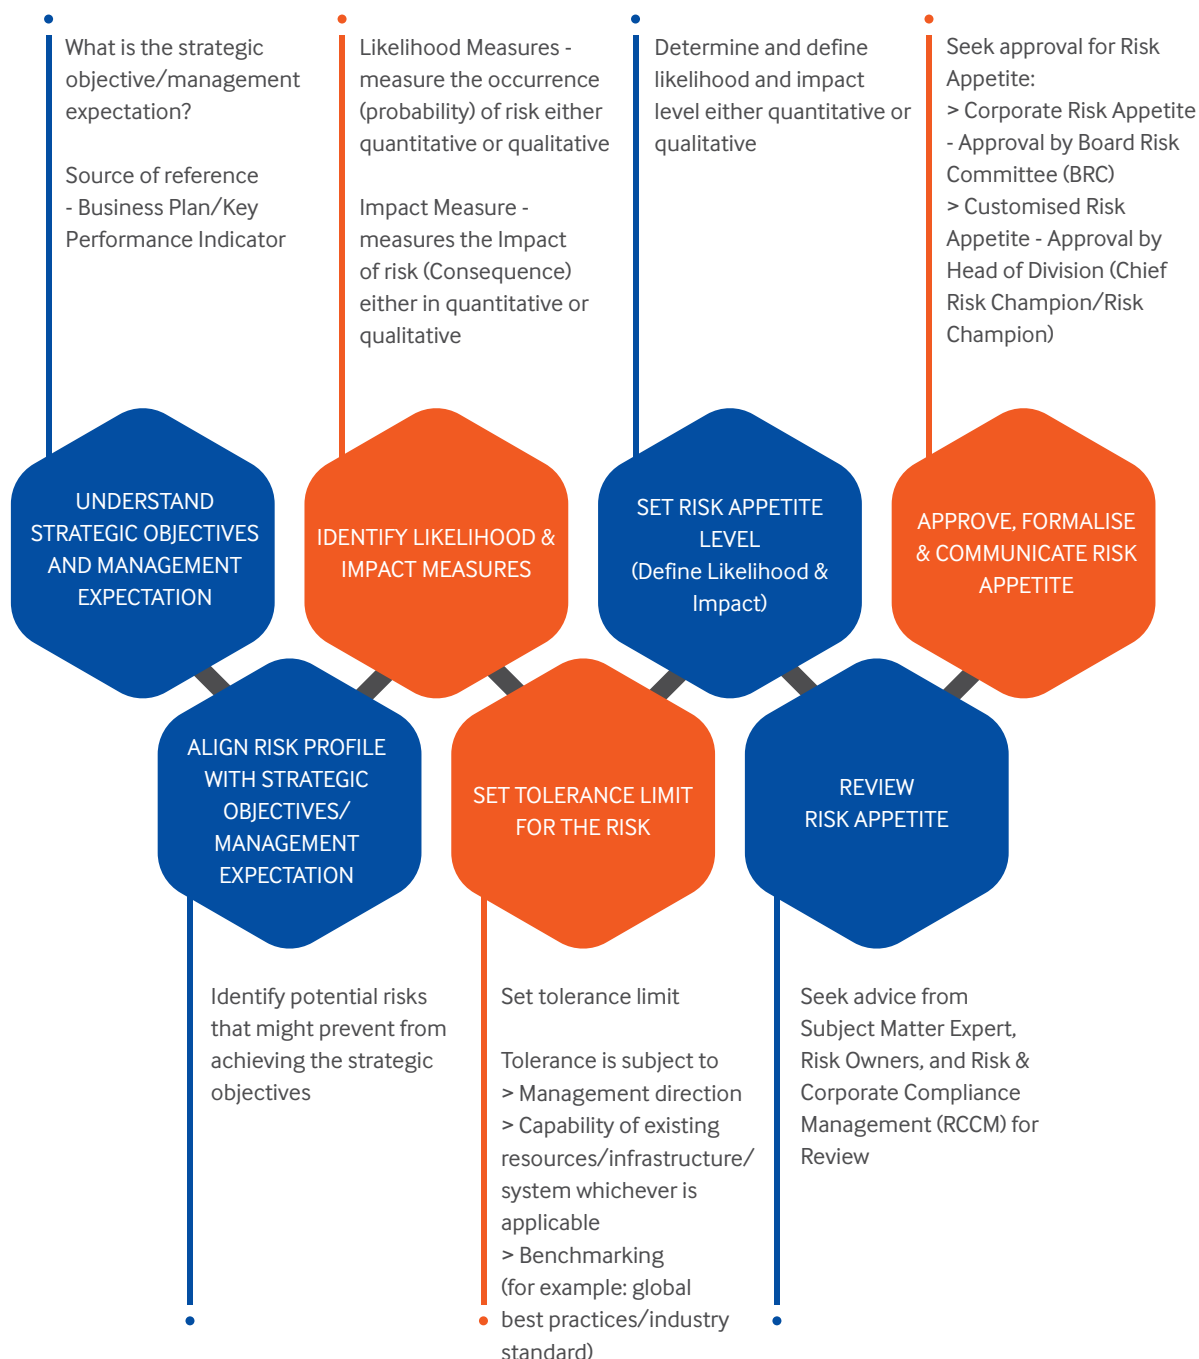 What is the strategic
objective/management
expectation?
Source of reference
- Business Plan/Key
Performance Indicator
Likelihood Measures -
measure the occurrence
(probability) of risk either
quantitative or qualitative
Impact Measure -
measures the Impact
of risk (Consequence)
either in quantitative or
qualitative
Determine and define
likelihood and impact
level either quantitative or
qualitative
Seek approval for Risk
Appetite:
> Corporate Risk Appetite
- Approval by Board Risk
Committee (BRC)
> Customised Risk
Appetite - Approval by
Head of Division (Chief
Risk Champion/Risk
Champion)
UNDERSTAND
STRATEGIC OBJECTIVES
AND MANAGEMENT
EXPECTATION
IDENTIFY LIKELIHOOD &
IMPACT MEASURES
SET RISK APPETITE
LEVEL
(Define Likelihood &
Impact)
APPROVE, FORMALISE
& COMMUNICATE RISK
APPETITE
ALIGN RISK PROFILE
WITH STRATEGIC
OBJECTIVES/
MANAGEMENT
EXPECTATION
SET TOLERANCE LIMIT
FOR THE RISK
REVIEW
RISK APPETITE
Identify potential risks
that might prevent from
achieving the strategic
objectives
Set tolerance limit
Tolerance is subject to
> Management direction
> Capability of existing
resources/infrastructure/
system whichever is
applicable
> Benchmarking
(for example: global
best practices/industry
standard)
Seek advice from
Subject Matter Expert,
Risk Owners, and Risk &
Corporate Compliance
Management (RCCM) for
Review